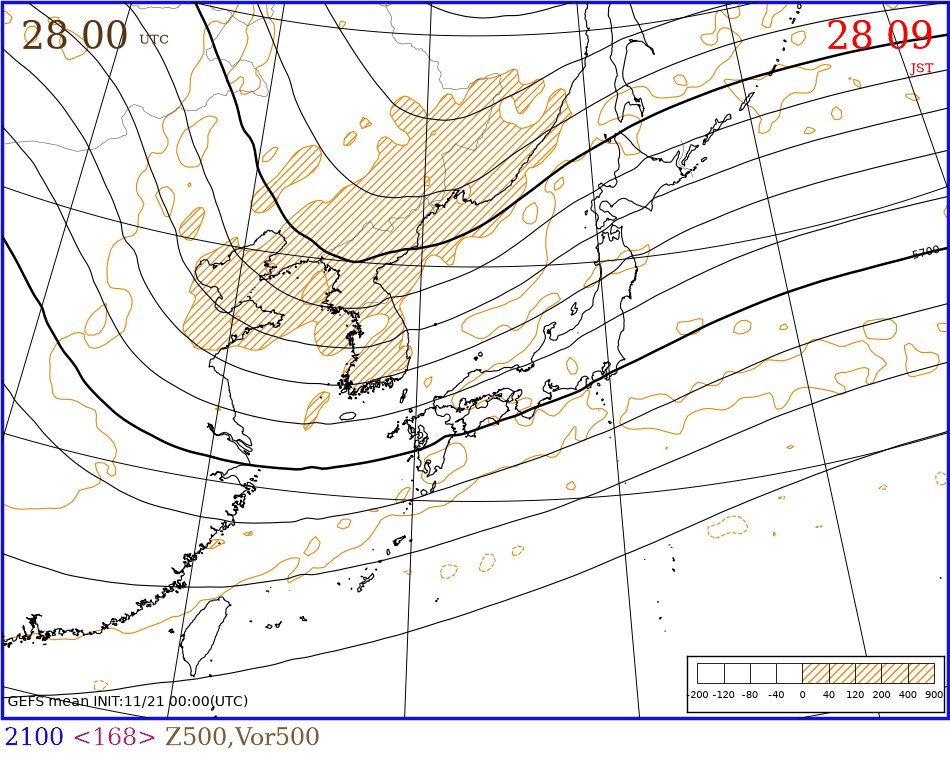 28 00 UTC
28 09
JST
5700
-200 -120 -80 -40 0 40 120 200 400 900
GEFS mean INIT:11/21 00:00(UTC)
2100 <168> Z500,Vor500